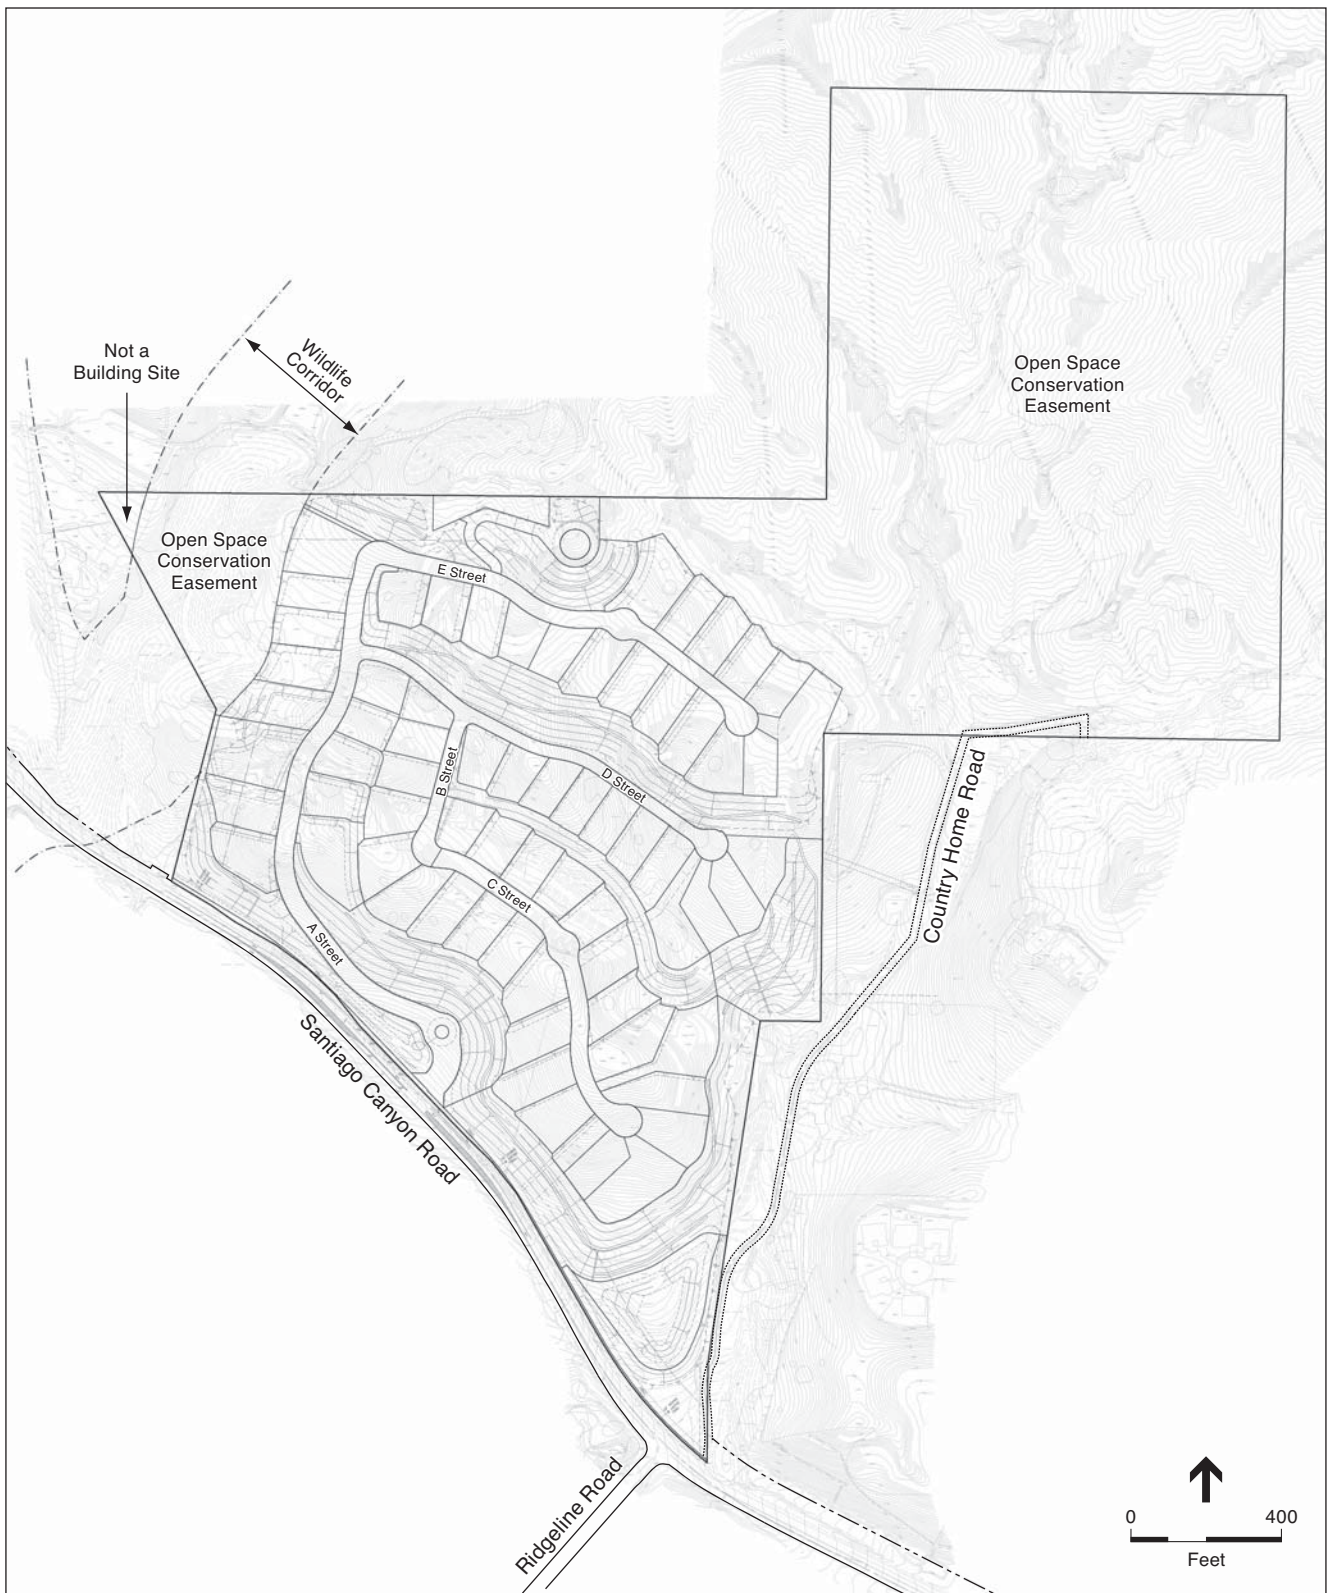 Not a
Building Site
Wildlife
Corridor
Open Space
Conservation
Easement
Open Space
Conservation
Easement
E Street
B Street
D Street
C Street
A Street
Country Home Road
Santiago Canyon Road
Ridgeline Road
0
400
Feet